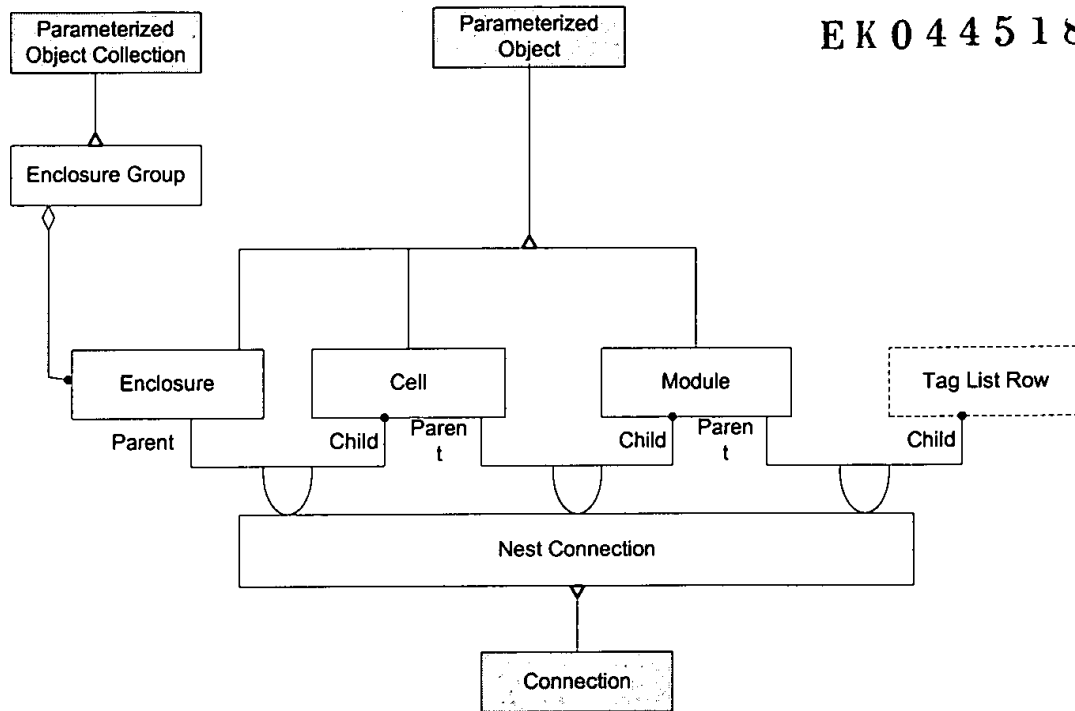 Parameterized
Object Collection
Parameterized
Object
EK044518
Enclosure Group
Enclosure
Cell
Module
Tag List Row
Parent
Child
Paren
t
Child
Paren
t
Child
Nest Connection
Connection